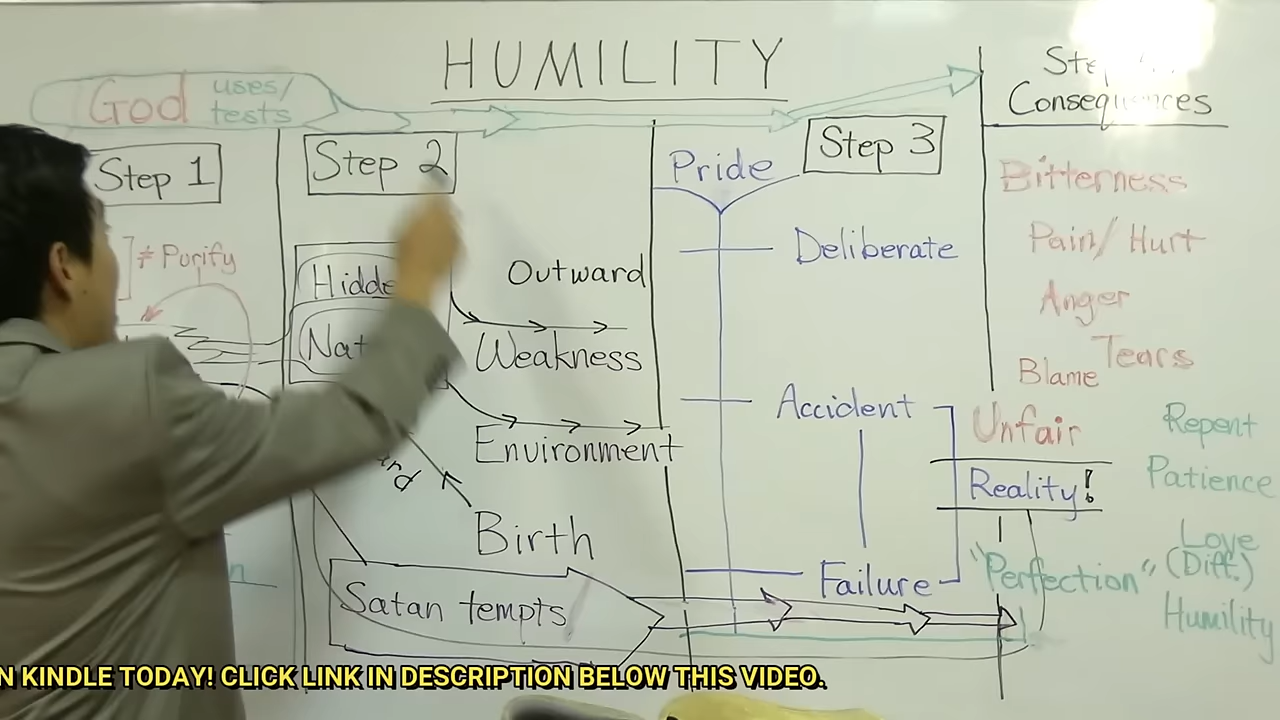 HUMILITY
God uses/
tests
Step 1
≠ Purify
Step 2
Outward
Weakness
Environment
Birth
Satan tempts
Pride
Step 3
Deliberate
Accident
Failure
Consequences
Bitterness
Pain/Hurt
Anger
Tears
Blame
Unfair
Reality!
"Perfection"
Repent
Patience
Love
(Diff.)
Humility
N KINDLE TODAY! CLICK LINK IN DESCRIPTION BELOW THIS VIDEO.